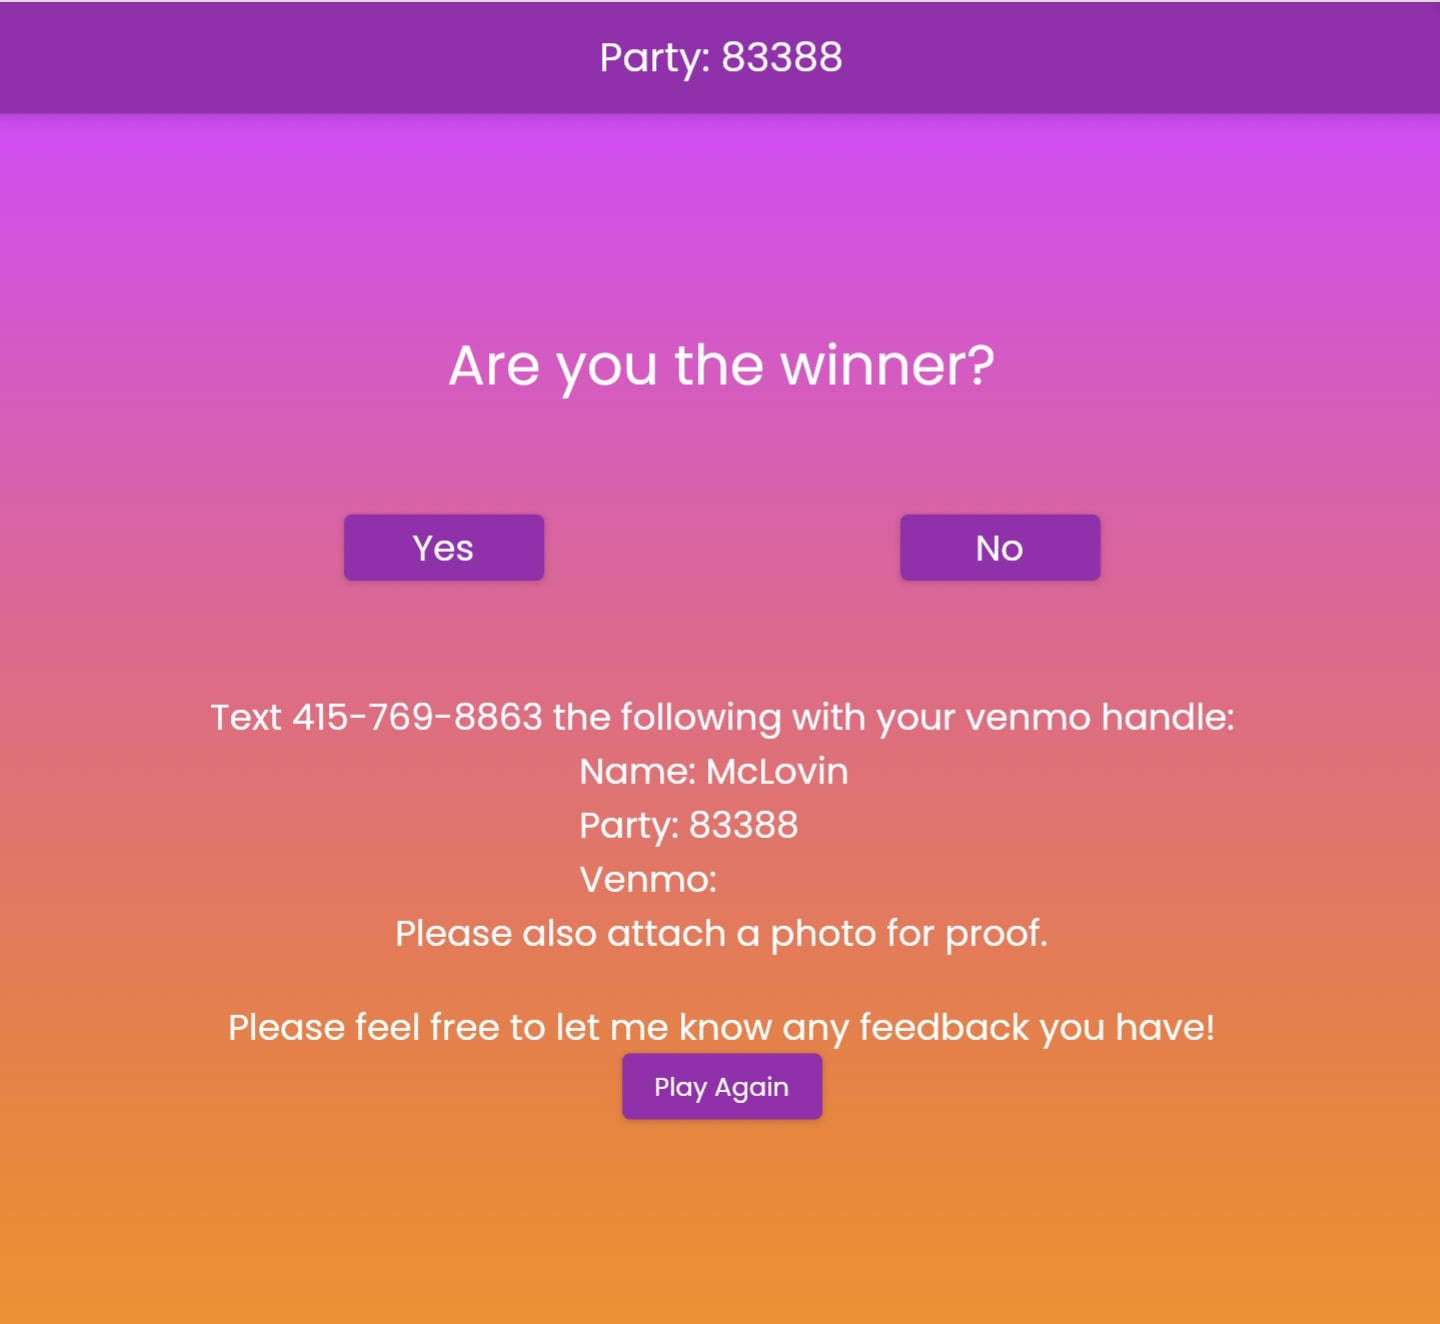 Party: 83388
Are you the winner?
Yes
No
Text 415-769-8863 the following with your venmo handle:
Name: McLovin
Party: 83388
Venmo:
Please also attach a photo for proof.
Please feel free to let me know any feedback you have!
Play Again